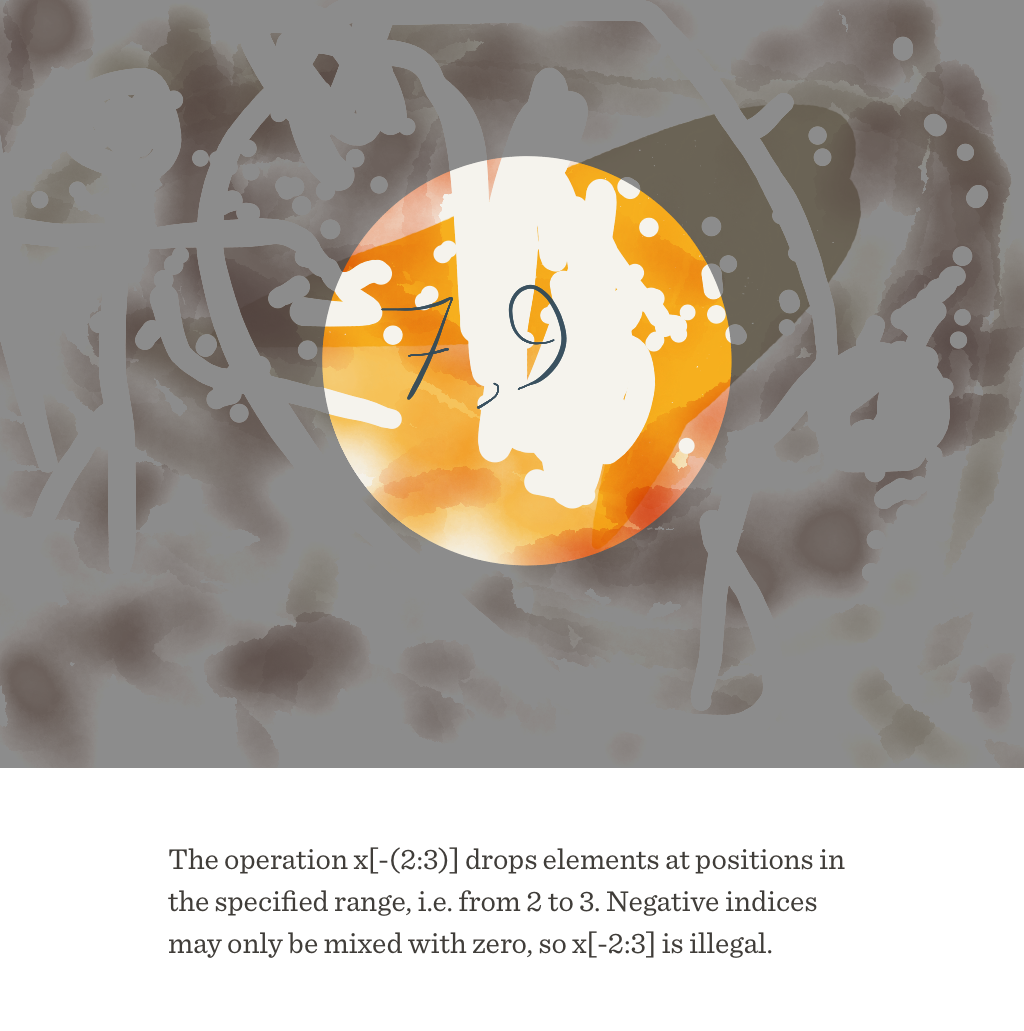 7,9
The operation x[-(2:3)] drops elements at positions in
the specified range, i.e. from 2 to 3. Negative indices
may only be mixed with zero, so x[-2:3] is illegal.